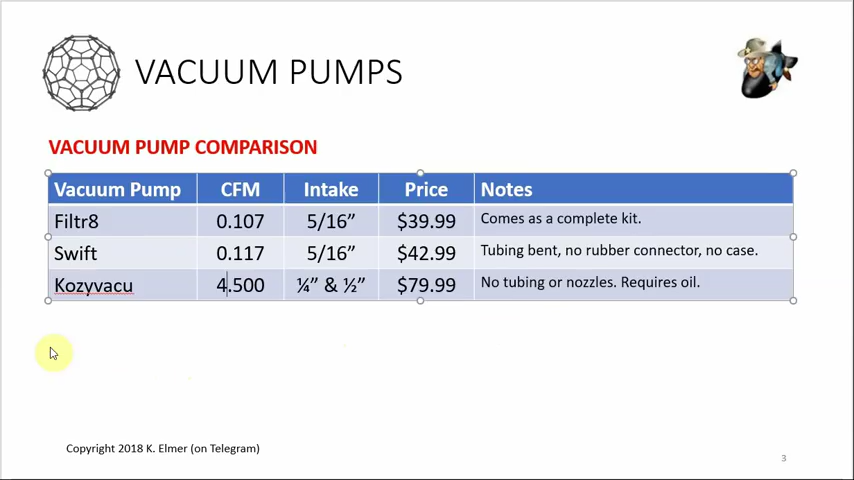 VACUUM PUMPS
VACUUM PUMP COMPARISON
Vacuum Pump CFM Intake Price Notes
Filtr8 0.107 5/16” $39.99 Comes as a complete kit.
Swift 0.117 5/16” $42.99 Tubing bent, no rubber connector, no case.
Kozyvacu 4.500 ¼” & ½” $79.99 No tubing or nozzles. Requires oil.
Copyright 2018 K. Elmer (on Telegram)
3